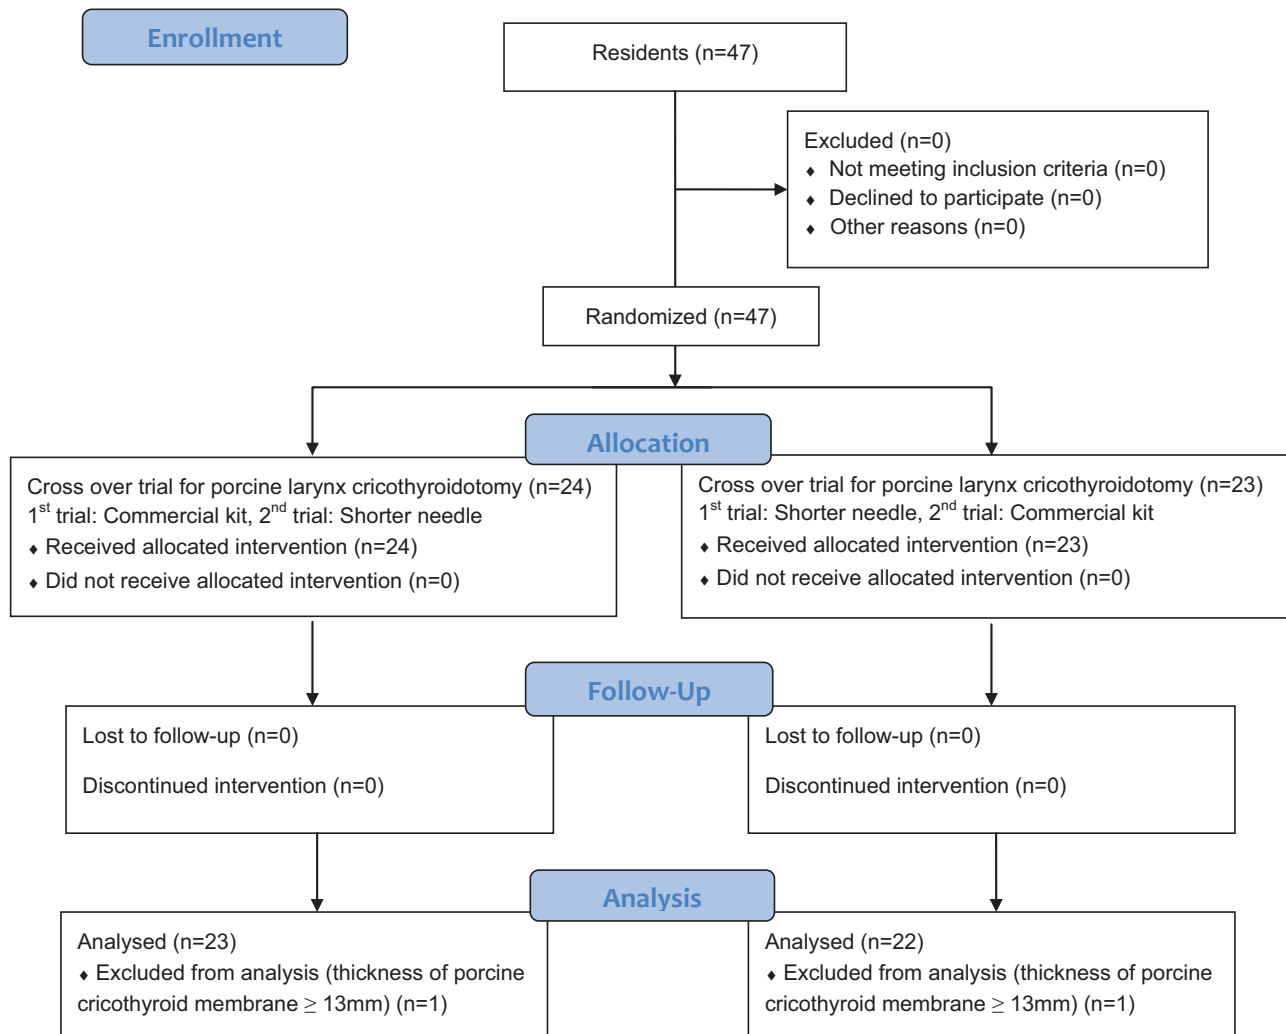 Enrollment
Residents (n=47)
Excluded (n=0)
♦ Not meeting inclusion criteria (n=0)
♦ Declined to participate (n=0)
♦ Other reasons (n=0)
Randomized (n=47)
Allocation
Cross over trial for porcine larynx cricothyroidotomy (n=24)
1st trial: Commercial kit, 2nd trial: Shorter needle
♦ Received allocated intervention (n=24)
♦ Did not receive allocated intervention (n=0)
Cross over trial for porcine larynx cricothyroidotomy (n=23)
1st trial: Shorter needle, 2nd trial: Commercial kit
♦ Received allocated intervention (n=23)
♦ Did not receive allocated intervention (n=0)
Follow-Up
Lost to follow-up (n=0)
Discontinued intervention (n=0)
Lost to follow-up (n=0)
Discontinued intervention (n=0)
Analysis
Analysed (n=23)
♦ Excluded from analysis (thickness of porcine
cricothyroid membrane ≥ 13mm) (n=1)
Analysed (n=22)
♦ Excluded from analysis (thickness of porcine
cricothyroid membrane ≥ 13mm) (n=1)